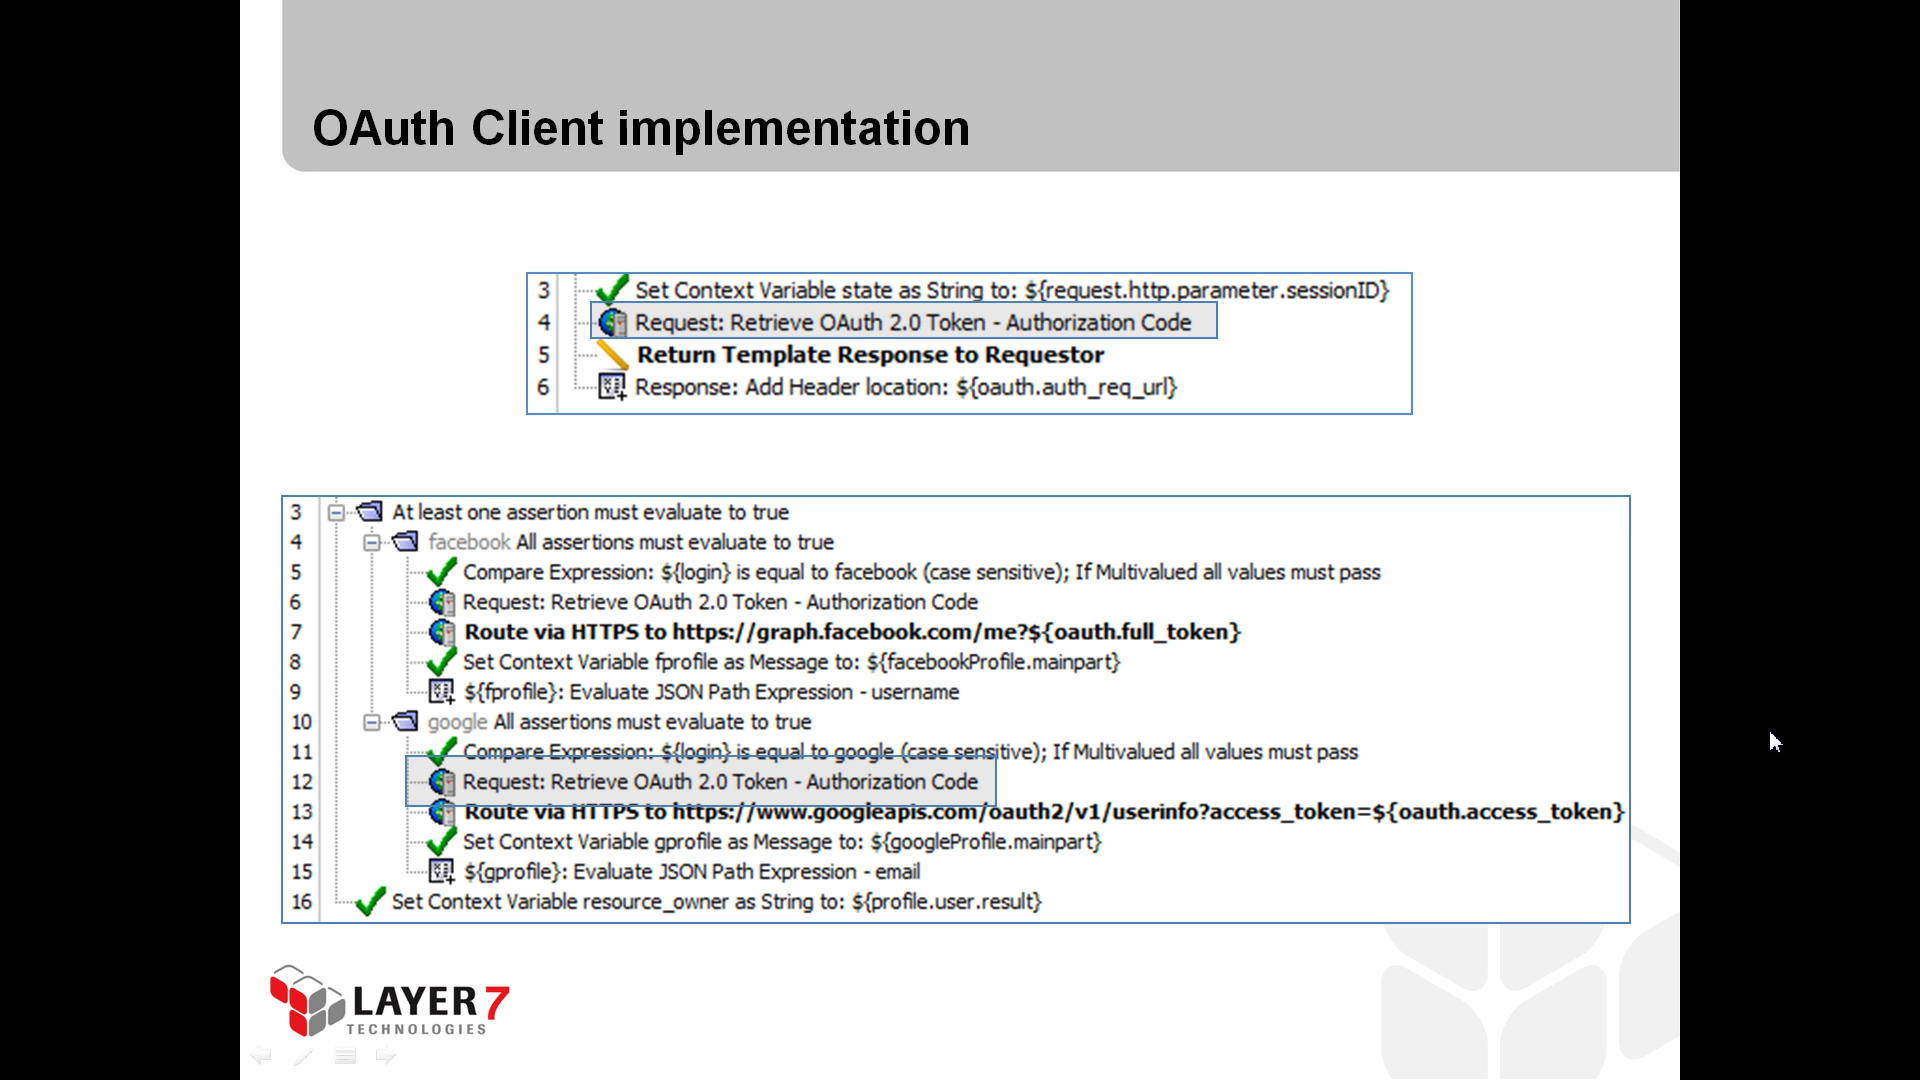 OAuth Client implementation
3 Set Context Variable state as String to: ${request.http.parameter.sessionID}
4 Request: Retrieve OAuth 2.0 Token - Authorization Code
5 Return Template Response to Requestor
6 Response: Add Header location: ${oauth.auth_req_url}
3 At least one assertion must evaluate to true
4 facebook All assertions must evaluate to true
5 Compare Expression: ${login} is equal to facebook (case sensitive); If Multivalued all values must pass
6 Request: Retrieve OAuth 2.0 Token - Authorization Code
7 Route via HTTPS to https://graph.facebook.com/me?${oauth.full_token}
8 Set Context Variable fprofile as Message to: ${facebookProfile.mainpart}
9 ${fprofile}: Evaluate JSON Path Expression - username
10 google All assertions must evaluate to true
11 Compare Expression: ${login} is equal to google (case sensitive); If Multivalued all values must pass
12 Request: Retrieve OAuth 2.0 Token - Authorization Code
13 Route via HTTPS to https://www.googleapis.com/oauth2/v1/userinfo?access_token=${oauth.access_token}
14 Set Context Variable gprofile as Message to: ${googleProfile.mainpart}
15 ${gprofile}: Evaluate JSON Path Expression - email
16 Set Context Variable resource_owner as String to: ${profile.user.result}
LAYER 7
TECHNOLOGIES